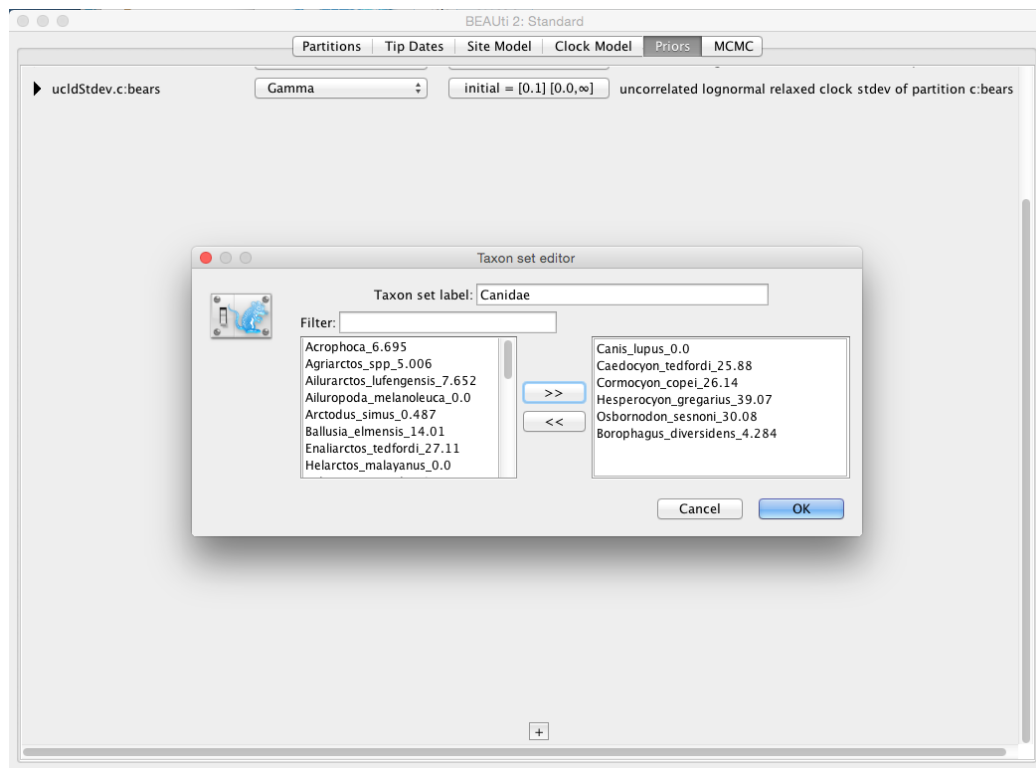 BEAUti 2: Standard
Partitions Tip Dates Site Model Clock Model Priors MCMC
ucldStdev.c:bears Gamma initial = [0.1] [0.0,∞] uncorrelated lognormal relaxed clock stdev of partition c:bears
Taxon set editor
Taxon set label: Canidae
Filter:
Acrophoca_6.695
Agriarctos_spp_5.006
Ailurarctos_lufengensis_7.652
Ailuropoda_melanoleuca_0.0
Arctodus_simus_0.487
Ballusia_elmensis_14.01
Enaliarctos_tedfordi_27.11
Helarctos_malayanus_0.0
>>
<<
Canis_lupus_0.0
Caedocyon_tedfordi_25.88
Cormocyon_copei_26.14
Hesperocyon_gregarius_39.07
Osbornodon_sesnoni_30.08
Borophagus_diversidens_4.284
Cancel OK
+